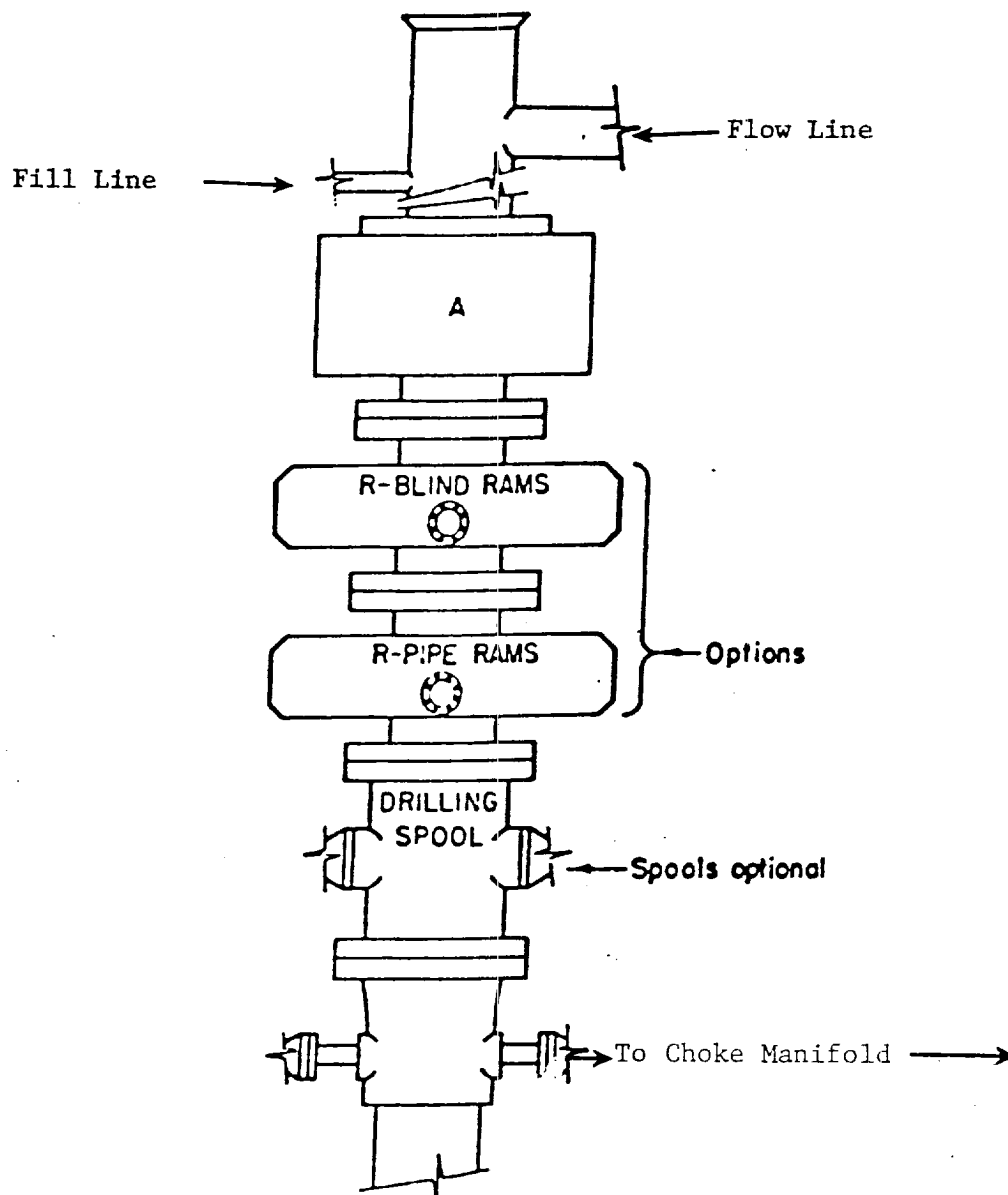 Flow Line
Fill Line
A
R-BLIND RAMS
R-PIPE RAMS
Options
DRILLING
SPOOL
Spools optional
To Choke Manifold